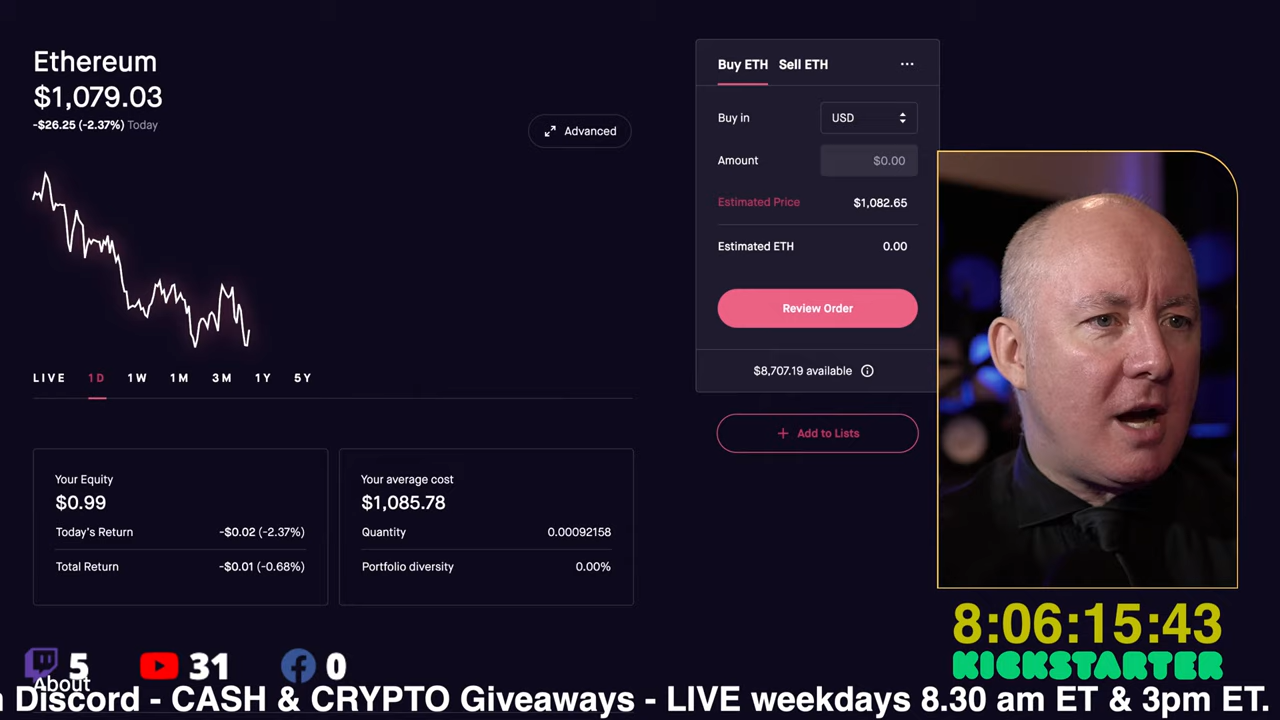 Ethereum
$1,079.03
-$26.25 (-2.37%) Today
Advanced
LIVE 1D 1W 1M 3M 1Y 5Y
Your Equity
$0.99
Today's Return -$0.02 (-2.37%)
Total Return -$0.01 (-0.68%)
Your average cost
$1,085.78
Quantity 0.00092158
Portfolio diversity 0.00%
Buy ETH Sell ETH
Buy in USD
Amount $0.00
Estimated Price $1,082.65
Estimated ETH 0.00
Review Order
$8,707.19 available
+ Add to Lists
8:06:15:43
KICKSTARTER
5 31 0
About
Discord - CASH & CRYPTO Giveaways - LIVE weekdays 8.30 am ET & 3pm ET.